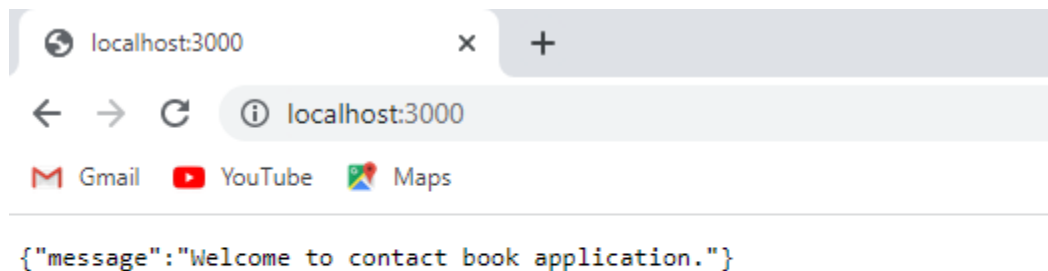 localhost:3000
localhost:3000
Gmail YouTube Maps
{"message":"Welcome to contact book application."}